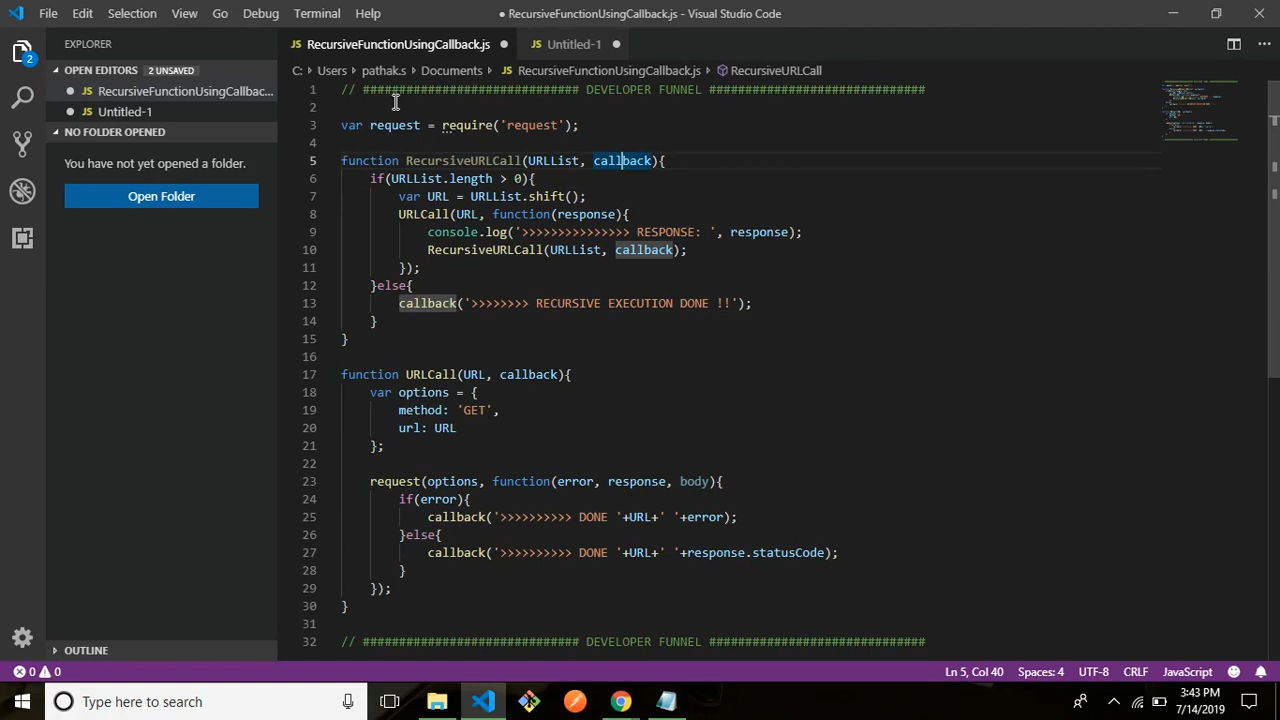 File Edit Selection View Go Debug Terminal Help ● RecursiveFunctionUsingCallback.js - Visual Studio Code
EXPLORER
OPEN EDITORS 2 UNSAVED
JS RecursiveFunctionUsingCallbac...
JS Untitled-1
NO FOLDER OPENED
You have not yet opened a folder.
Open Folder
OUTLINE
2
JS RecursiveFunctionUsingCallback.js ● JS Untitled-1 ●
C: › Users › pathak.s › Documents › JS RecursiveFunctionUsingCallback.js › RecursiveURLCall
1 // ############################## DEVELOPER FUNNEL ##############################
2
3 var request = require('request');
4
5 function RecursiveURLCall(URLList, callback){
6 if(URLList.length > 0){
7 var URL = URLList.shift();
8 URLCall(URL, function(response){
9 console.log('>>>>>>>>>>>>>>> RESPONSE: ', response);
10 RecursiveURLCall(URLList, callback);
11 });
12 }else{
13 callback('>>>>>>>> RECURSIVE EXECUTION DONE !!');
14 }
15 }
16
17 function URLCall(URL, callback){
18 var options = {
19 method: 'GET',
20 url: URL
21 };
22
23 request(options, function(error, response, body){
24 if(error){
25 callback('>>>>>>>>>> DONE '+URL+' '+error);
26 }else{
27 callback('>>>>>>>>>> DONE '+URL+' '+response.statusCode);
28 }
29 });
30 }
31
32 // ############################## DEVELOPER FUNNEL ##############################
0 0 Ln 5, Col 40 Spaces: 4 UTF-8 CRLF JavaScript
Type here to search
3:43 PM
7/14/2019